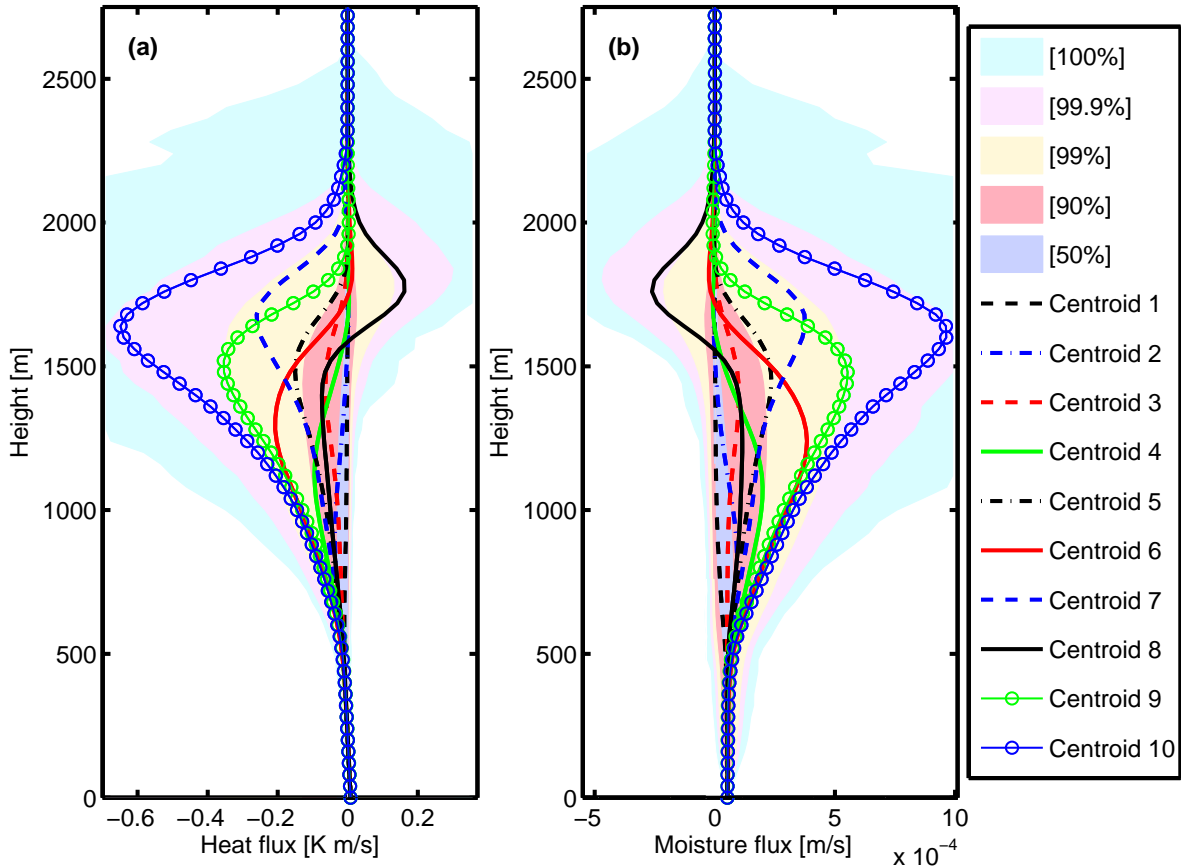 (a)
2500
2000
1500
1000
500
0
Height [m]
−0.6 −0.4 −0.2 0 0.2
Heat flux [K m/s]
(b)
2500
2000
1500
1000
500
0
Height [m]
−5 0 5 10
Moisture flux [m/s]
x 10⁻⁴
[100%]
[99.9%]
[99%]
[90%]
[50%]
Centroid 1
Centroid 2
Centroid 3
Centroid 4
Centroid 5
Centroid 6
Centroid 7
Centroid 8
Centroid 9
Centroid 10